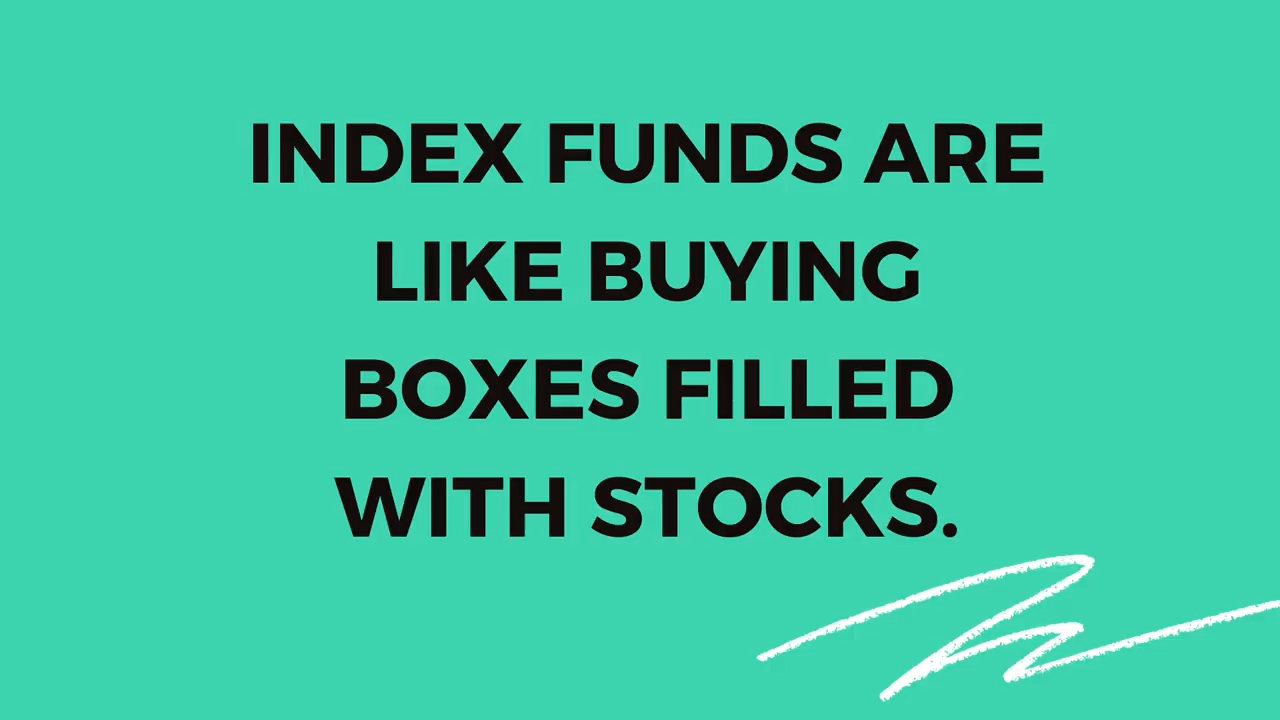 INDEX FUNDS ARE
LIKE BUYING
BOXES FILLED
WITH STOCKS.